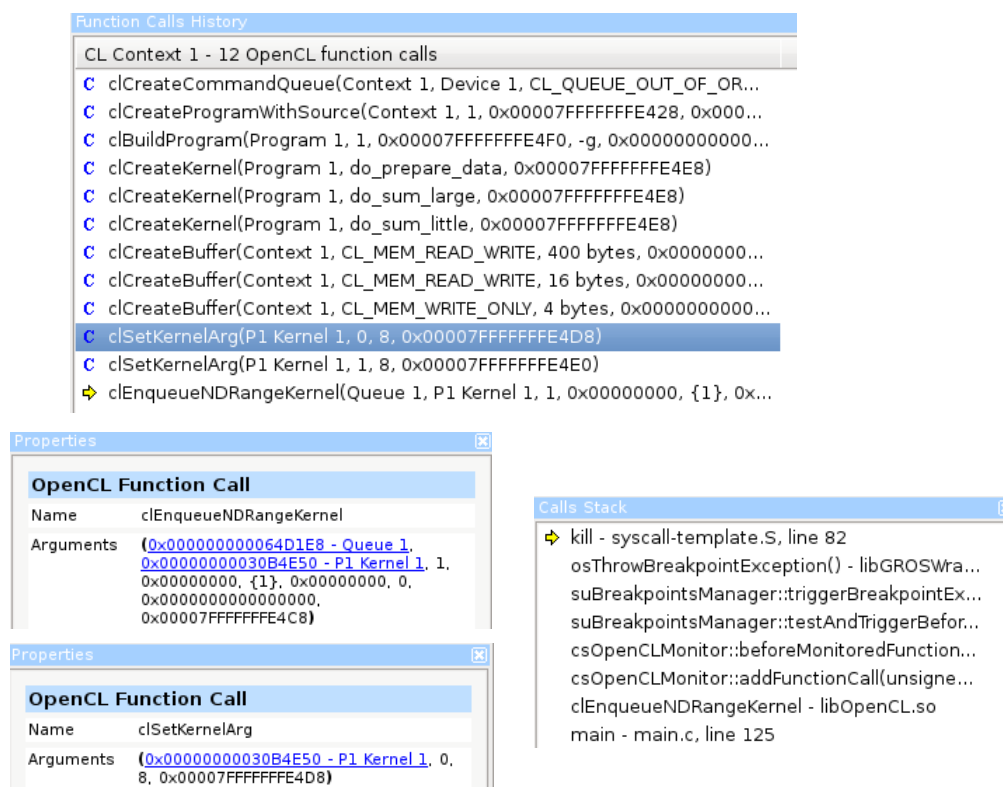 Function Calls History
CL Context 1 - 12 OpenCL function calls
C clCreateCommandQueue(Context 1, Device 1, CL_QUEUE_OUT_OF_OR...
C clCreateProgramWithSource(Context 1, 1, 0x00007FFFFFFFE428, 0x000...
C clBuildProgram(Program 1, 1, 0x00007FFFFFFFE4F0, -g, 0x00000000000...
C clCreateKernel(Program 1, do_prepare_data, 0x00007FFFFFFFE4E8)
C clCreateKernel(Program 1, do_sum_large, 0x00007FFFFFFFE4E8)
C clCreateKernel(Program 1, do_sum_little, 0x00007FFFFFFFE4E8)
C clCreateBuffer(Context 1, CL_MEM_READ_WRITE, 400 bytes, 0x0000000...
C clCreateBuffer(Context 1, CL_MEM_READ_WRITE, 16 bytes, 0x00000000...
C clCreateBuffer(Context 1, CL_MEM_WRITE_ONLY, 4 bytes, 0x0000000000...
C clSetKernelArg(P1 Kernel 1, 0, 8, 0x00007FFFFFFFE4D8)
C clSetKernelArg(P1 Kernel 1, 1, 8, 0x00007FFFFFFFE4E0)
clEnqueueNDRangeKernel(Queue 1, P1 Kernel 1, 1, 0x00000000, {1}, 0x...
Properties
OpenCL Function Call
Name clEnqueueNDRangeKernel
Arguments (0x000000000064D1E8 - Queue 1,
0x00000000030B4E50 - P1 Kernel 1, 1,
0x00000000, {1}, 0x00000000, 0,
0x0000000000000000,
0x00007FFFFFFFE4C8)
Properties
OpenCL Function Call
Name clSetKernelArg
Arguments (0x00000000030B4E50 - P1 Kernel 1, 0,
8, 0x00007FFFFFFFE4D8)
Calls Stack
kill - syscall-template.S, line 82
osThrowBreakpointException() - libGROSWra...
suBreakpointsManager::triggerBreakpointEx...
suBreakpointsManager::testAndTriggerBefor...
csOpenCLMonitor::beforeMonitoredFunction...
csOpenCLMonitor::addFunctionCall(unsigne...
clEnqueueNDRangeKernel - libOpenCL.so
main - main.c, line 125